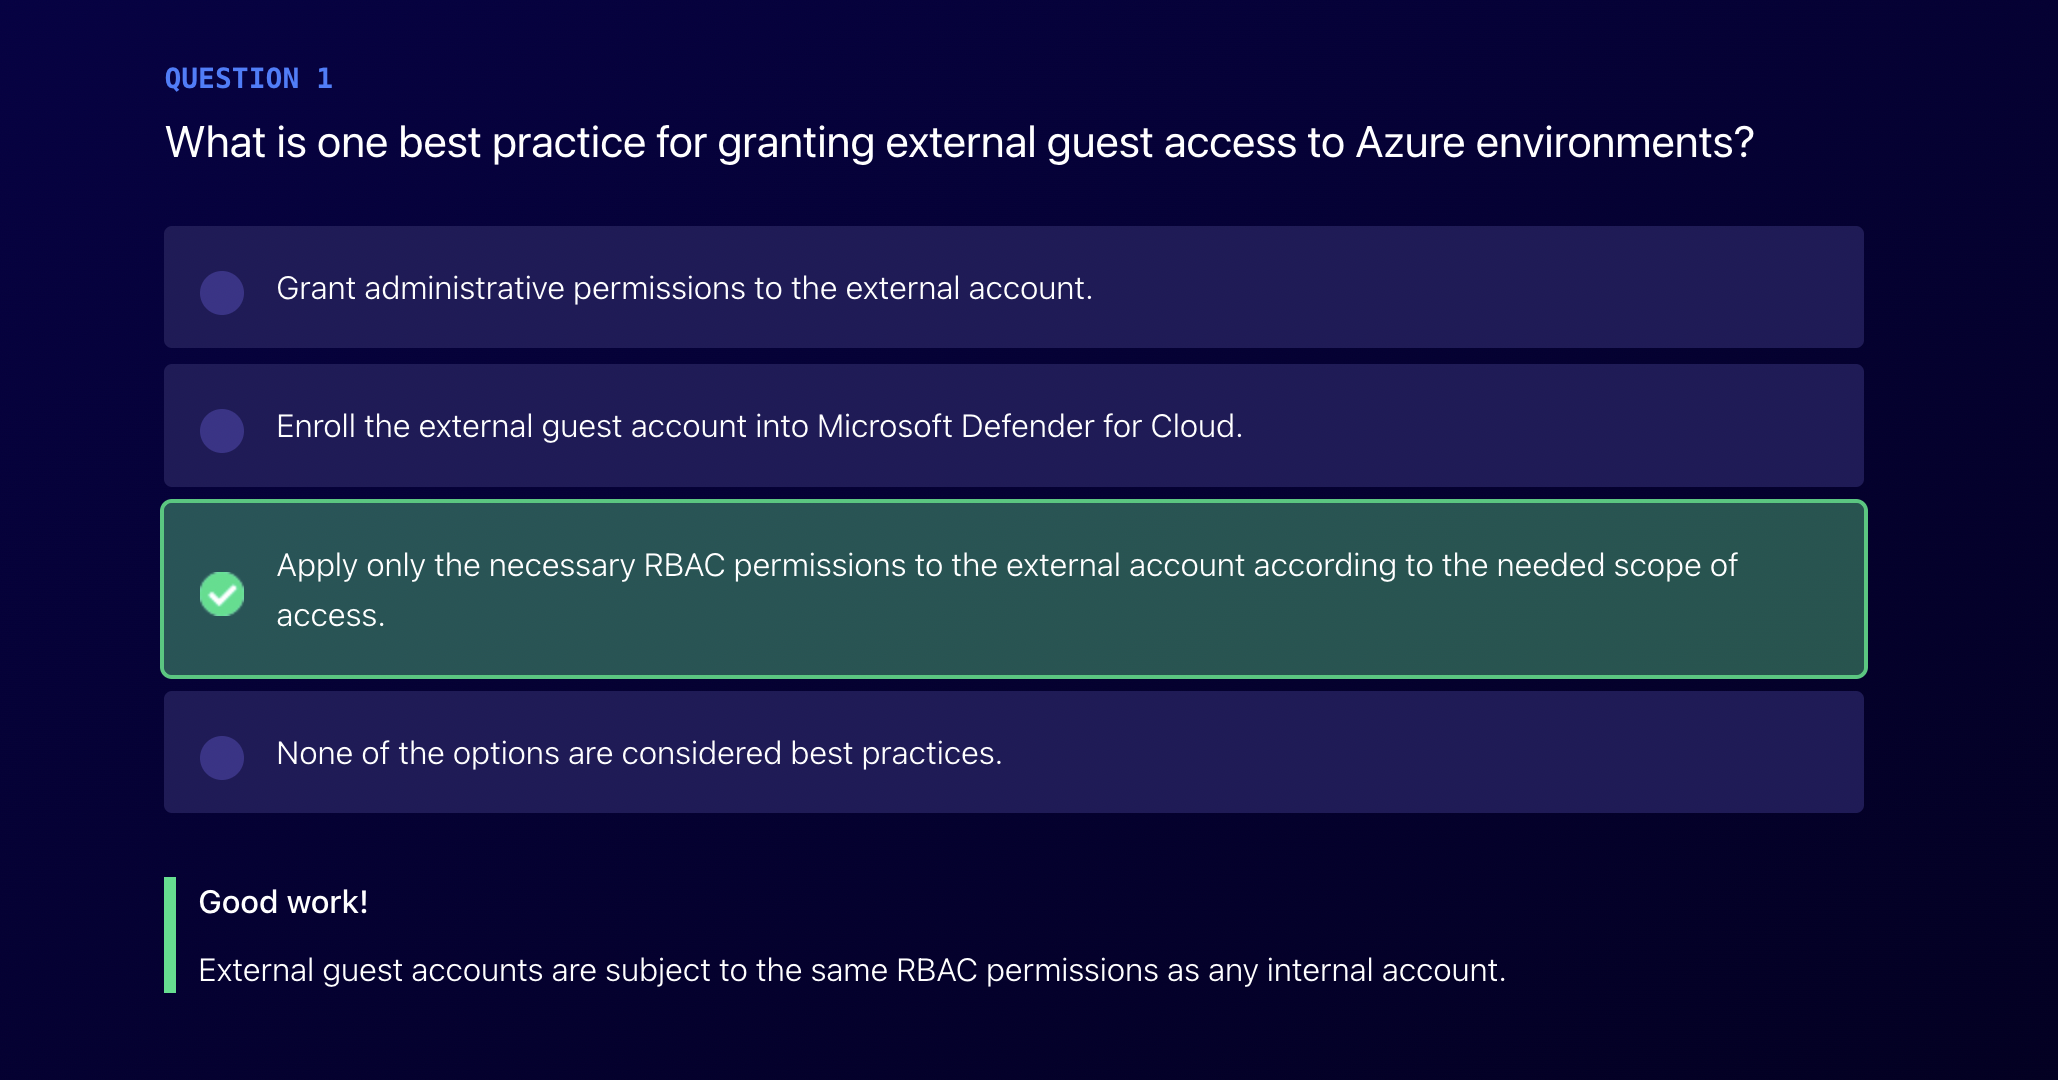 QUESTION 1
What is one best practice for granting external guest access to Azure environments?
Grant administrative permissions to the external account.
Enroll the external guest account into Microsoft Defender for Cloud.
Apply only the necessary RBAC permissions to the external account according to the needed scope of
access.
None of the options are considered best practices.
Good work!
External guest accounts are subject to the same RBAC permissions as any internal account.